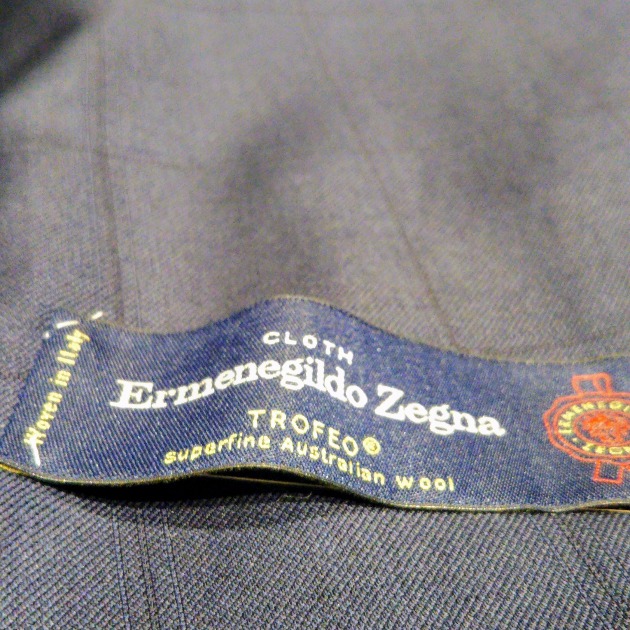 CLOTH
Ermenegildo Zegna
TROFEO®
superfine Australian wool
Woven in Italy